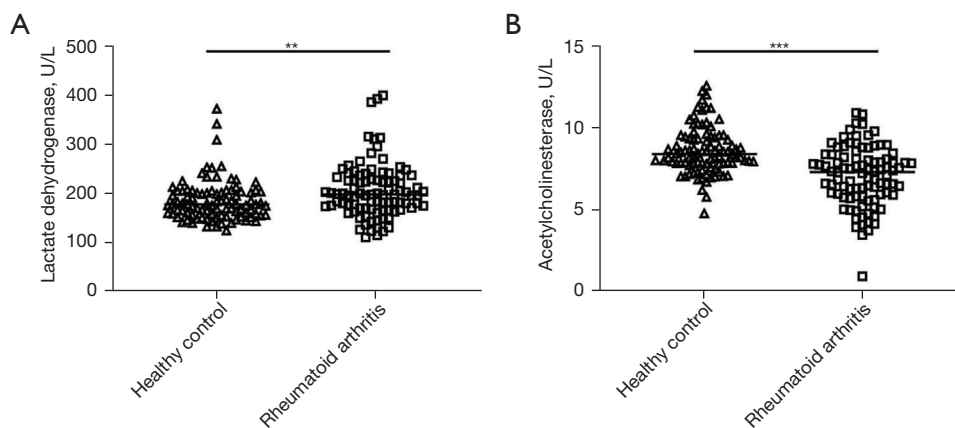 A
Lactate dehydrogenase, U/L
500
400
300
200
100
0
**
Healthy control
Rheumatoid arthritis
B
Acetylcholinesterase, U/L
15
10
5
0
***
Healthy control
Rheumatoid arthritis